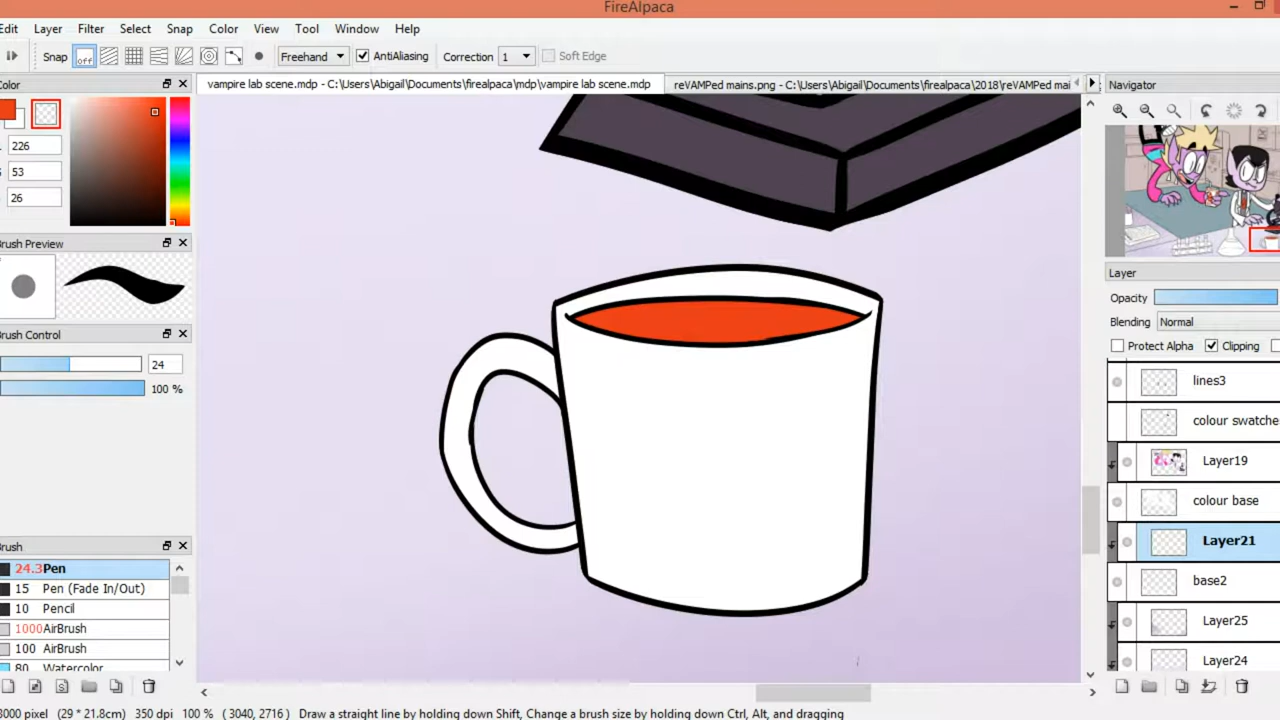 FireAlpaca
Edit Layer Filter Select Snap Color View Tool Window Help
Snap off Freehand AntiAliasing Correction 1 Soft Edge
Color
vampire lab scene.mdp - C:\Users\Abigail\Documents\firealpaca\mdp\vampire lab scene.mdp
reVAMPed mains.png - C:\Users\Abigail\Documents\firealpaca\2018\reVAMPed mai
Navigator
226
53
26
Brush Preview
Brush Control
24
100 %
Brush
24.3 Pen
15 Pen (Fade In/Out)
10 Pencil
1000 AirBrush
100 AirBrush
80 Watercolor
Layer
Opacity
Blending Normal
Protect Alpha Clipping
lines3
colour swatche
Layer19
colour base
Layer21
base2
Layer25
Layer24
3000 pixel (29 * 21.8cm) 350 dpi 100 % ( 3040, 2716 ) Draw a straight line by holding down Shift, Change a brush size by holding down Ctrl, Alt, and dragging